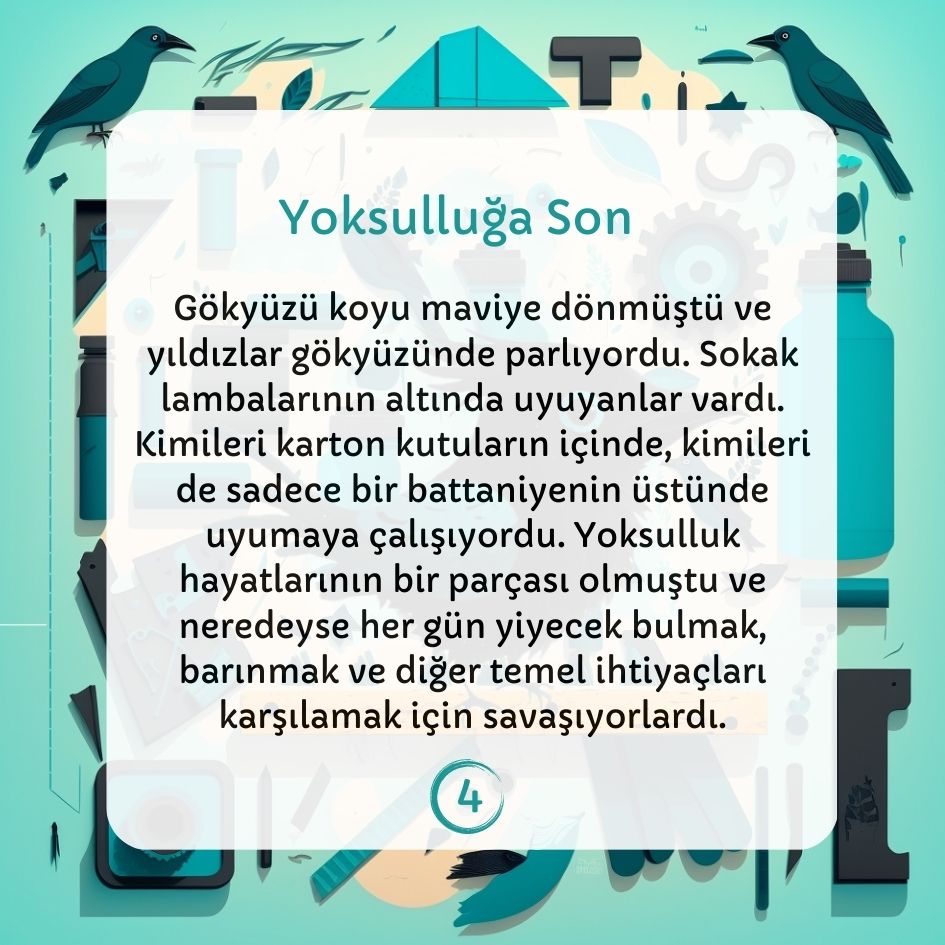 Yoksulluğa Son
Gökyüzü koyu maviye dönmüştü ve
yıldızlar gökyüzünde parlıyordu. Sokak
lambalarının altında uyuyanlar vardı.
Kimileri karton kutuların içinde, kimileri
de sadece bir battaniyenin üstünde
uyumaya çalışıyordu. Yoksulluk
hayatlarının bir parçası olmuştu ve
neredeyse her gün yiyecek bulmak,
barınmak ve diğer temel ihtiyaçları
karşılamak için savaşıyorlardı.
4